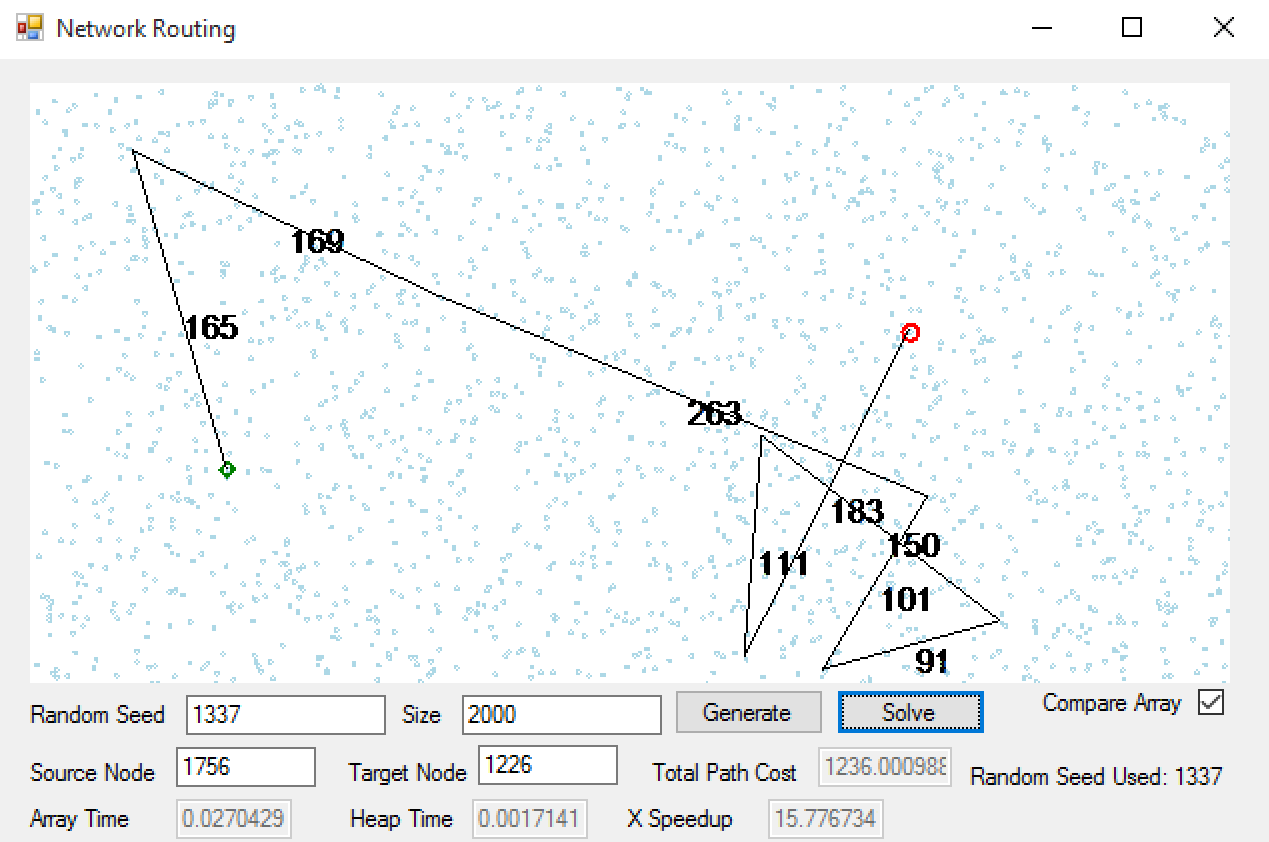 Network Routing
169
165
263
183
150
111
101
91
Random Seed 1337 Size 2000 Generate Solve Compare Array
Source Node 1756 Target Node 1226 Total Path Cost 1236.000988 Random Seed Used: 1337
Array Time 0.0270429 Heap Time 0.0017141 X Speedup 15.776734